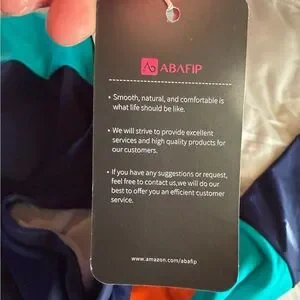 ABAFIP
• Smooth, natural, and comfortable is
what life should be like.
• We will strive to provide excellent
services and high quality products for
our customers.
• If you have any suggestions or request,
feel free to contact us,we will do our
best to offer you an efficient customer
service.
www.amazon.com/abafip